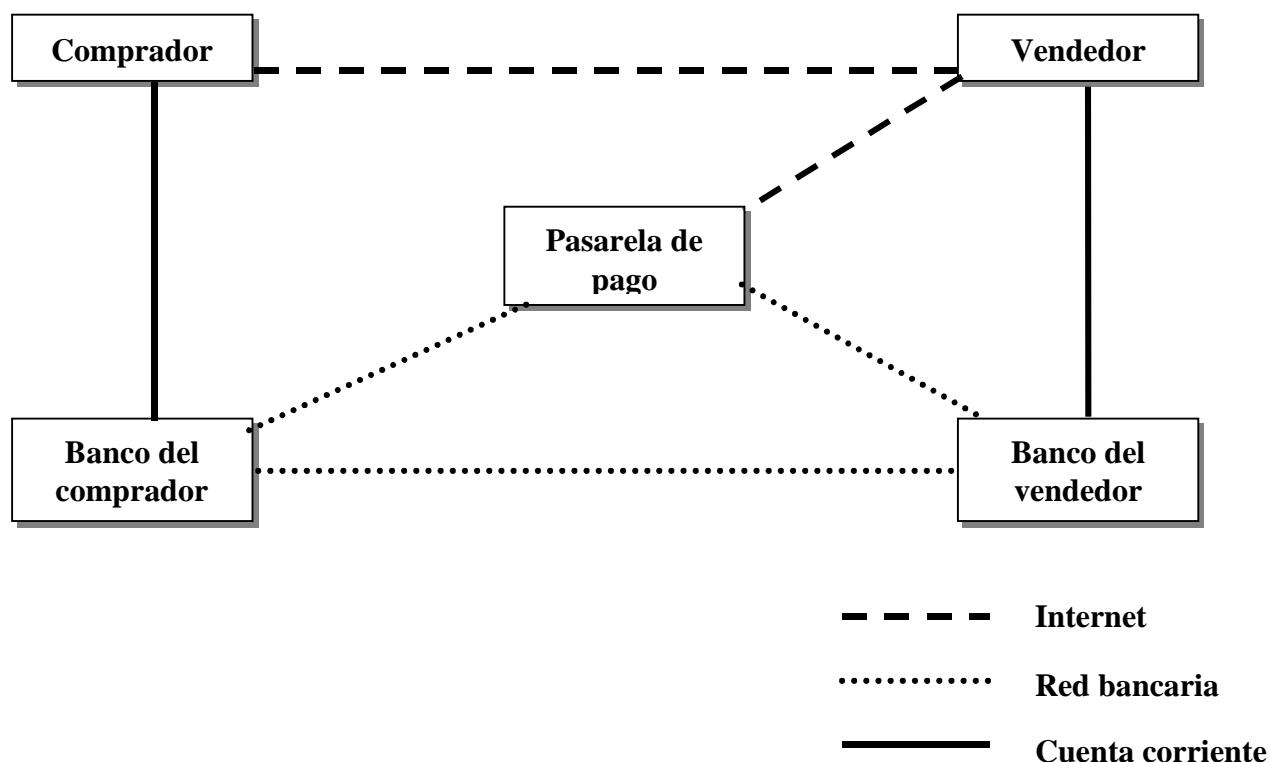 Comprador
Vendedor
Pasarela de
pago
Banco del
comprador
Banco del
vendedor
Internet
Red bancaria
Cuenta corriente